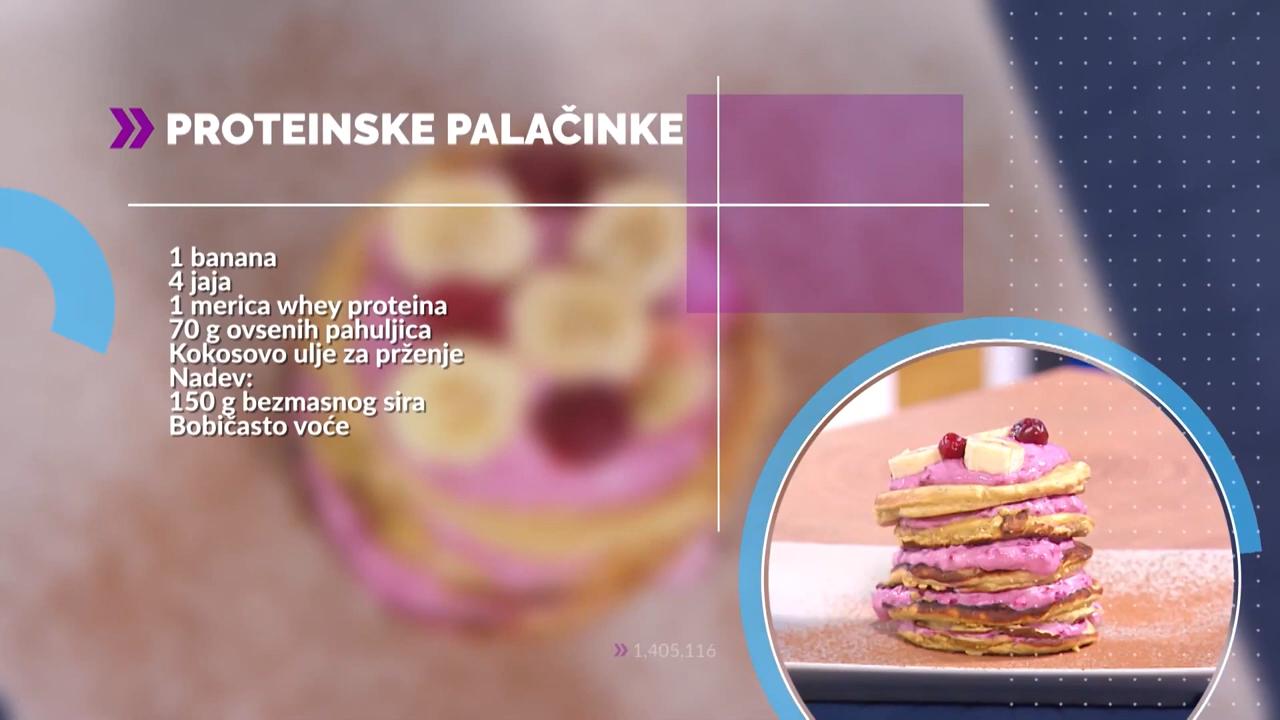 PROTEINSKE PALAČINKE
1 banana
4 jaja
1 merica whey proteina
70 g ovsenih pahuljica
Kokosovo ulje za prženje
Nadev:
150 g bezmasnog sira
Bobičasto voće
1,405,116